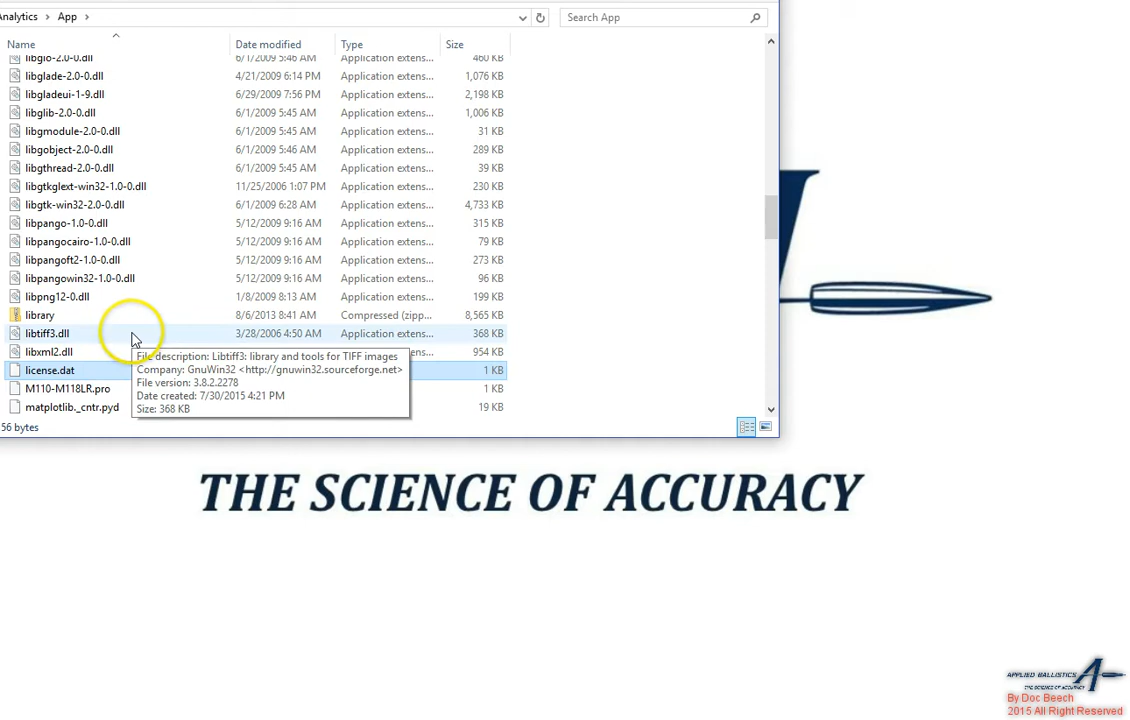 Analytics > App >
Search App
Name Date modified Type Size
libgio-2.0-0.dll 6/1/2009 5:46 AM Application extens... 460 KB
libglade-2.0-0.dll 4/21/2009 6:14 PM Application extens... 1,076 KB
libgladeui-1-9.dll 6/29/2009 7:56 PM Application extens... 2,198 KB
libglib-2.0-0.dll 6/1/2009 5:45 AM Application extens... 1,006 KB
libgmodule-2.0-0.dll 6/1/2009 5:45 AM Application extens... 31 KB
libgobject-2.0-0.dll 6/1/2009 5:46 AM Application extens... 289 KB
libgthread-2.0-0.dll 6/1/2009 5:45 AM Application extens... 39 KB
libgtkglext-win32-1.0-0.dll 11/25/2006 1:07 PM Application extens... 230 KB
libgtk-win32-2.0-0.dll 6/1/2009 6:28 AM Application extens... 4,733 KB
libpango-1.0-0.dll 5/12/2009 9:16 AM Application extens... 315 KB
libpangocairo-1.0-0.dll 5/12/2009 9:16 AM Application extens... 79 KB
libpangoft2-1.0-0.dll 5/12/2009 9:16 AM Application extens... 273 KB
libpangowin32-1.0-0.dll 5/12/2009 9:16 AM Application extens... 96 KB
libpng12-0.dll 1/8/2009 8:13 AM Application extens... 199 KB
library 8/6/2013 8:41 AM Compressed (zipp... 8,565 KB
libtiff3.dll 3/28/2006 4:50 AM Application extens... 368 KB
libxml2.dll extens... 954 KB
license.dat 1 KB
M110-M118LR.pro 1 KB
matplotlib._cntr.pyd 19 KB
File description: Libtiff3: library and tools for TIFF images
Company: GnuWin32 <http://gnuwin32.sourceforge.net>
File version: 3.8.2.2278
Date created: 7/30/2015 4:21 PM
Size: 368 KB
56 bytes
THE SCIENCE OF ACCURACY
APPLIED BALLISTICS
THE SCIENCE OF ACCURACY
By Doc Beech
2015 All Right Reserved